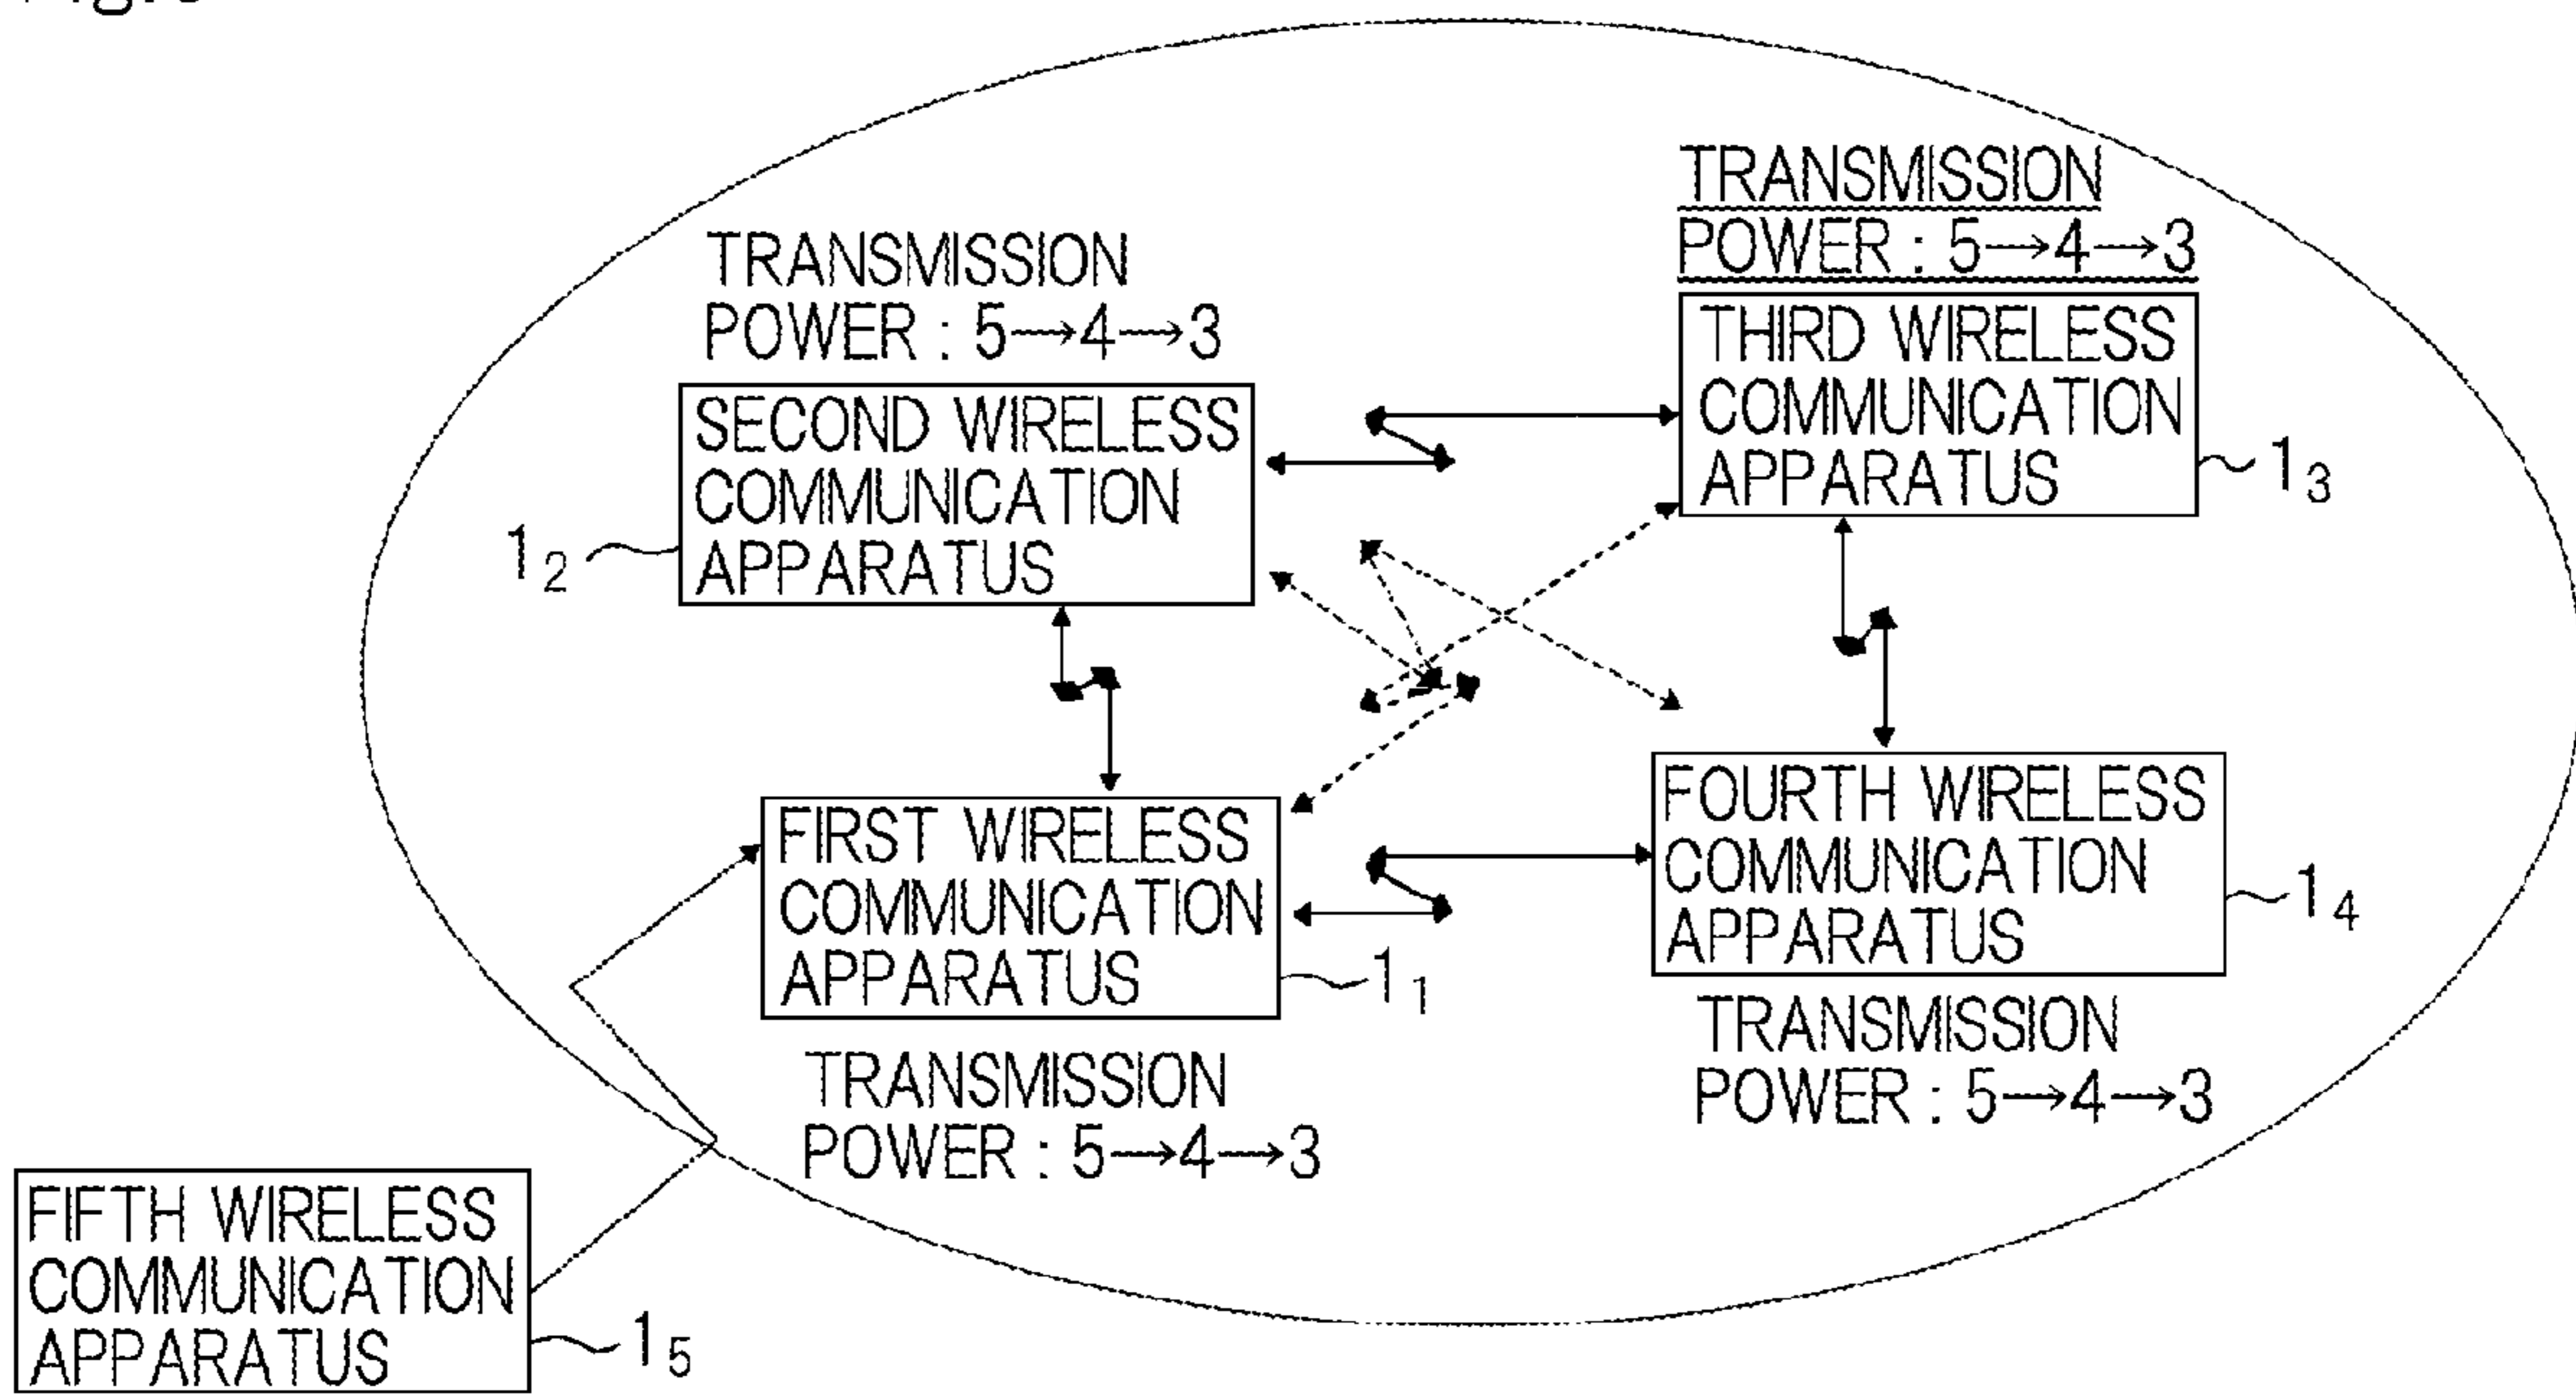 TRANSMISSION
POWER : 5→4→3
THIRD WIRELESS
COMMUNICATION
APPARATUS
1₃
TRANSMISSION
POWER : 5→4→3
SECOND WIRELESS
COMMUNICATION
APPARATUS
1₂
FIRST WIRELESS
COMMUNICATION
APPARATUS
1₁
TRANSMISSION
POWER : 5→4→3
FOURTH WIRELESS
COMMUNICATION
APPARATUS
1₄
TRANSMISSION
POWER : 5→4→3
FIFTH WIRELESS
COMMUNICATION
APPARATUS
1₅